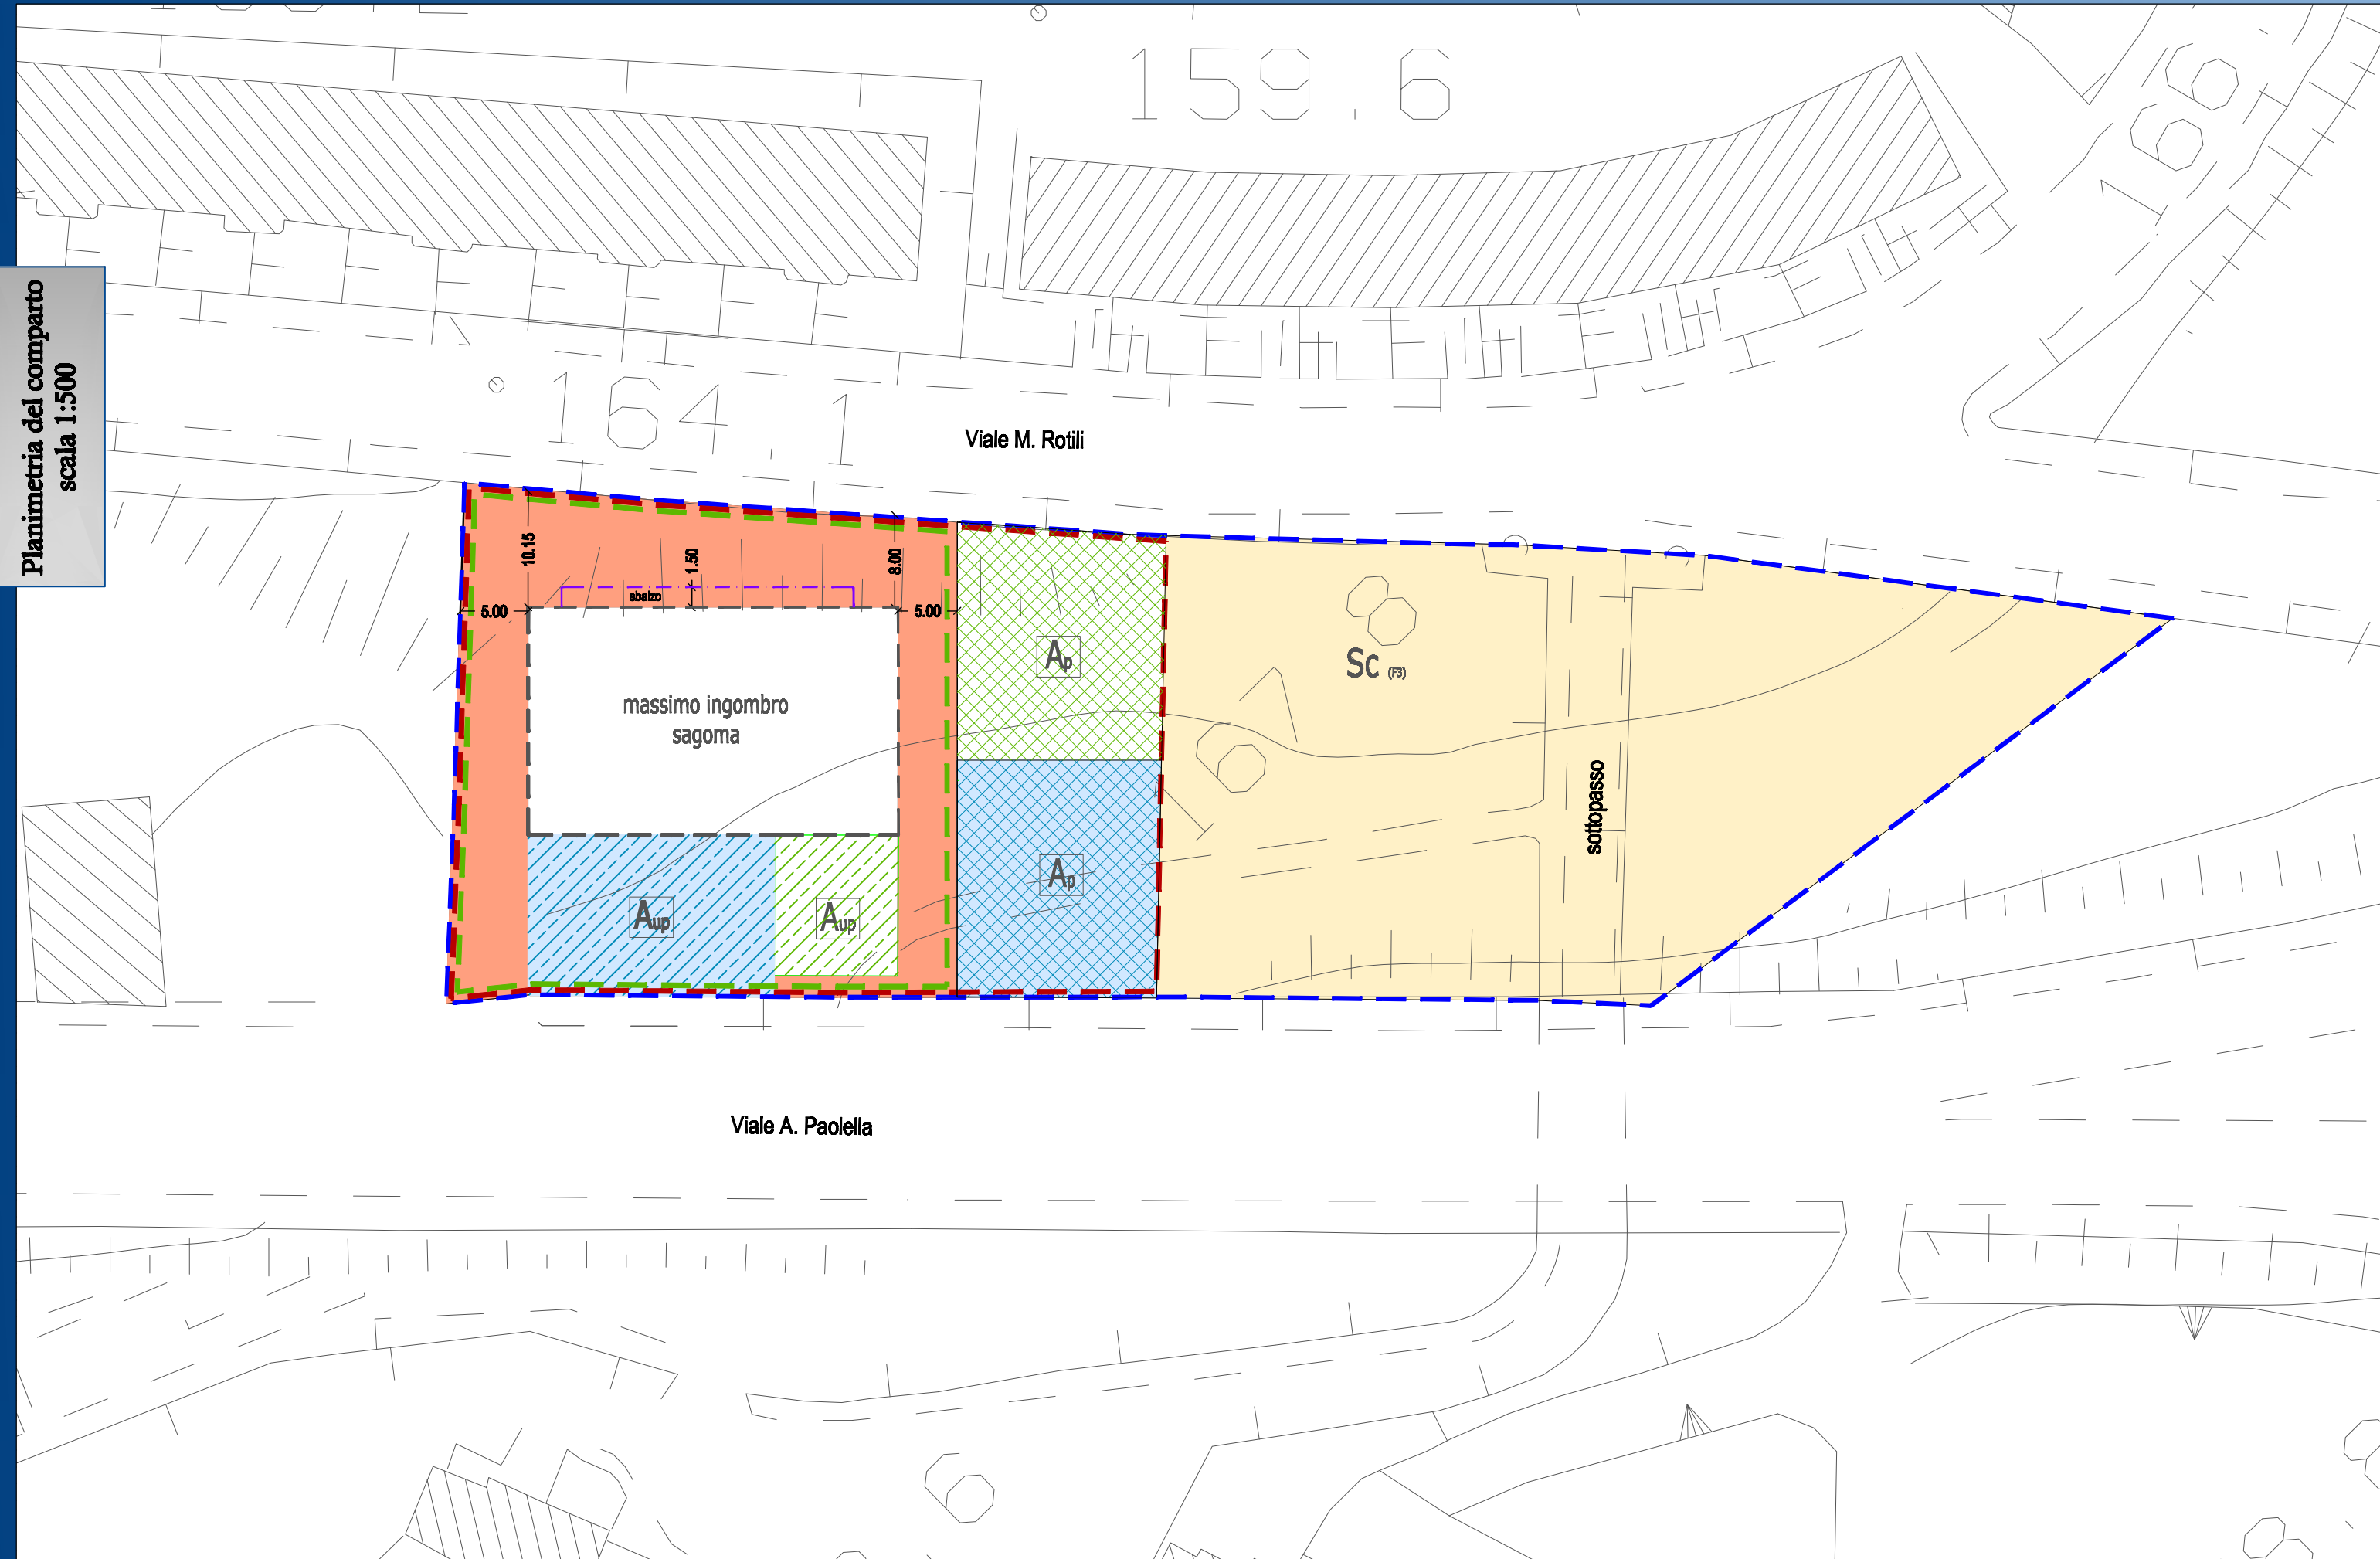 159.6
166
Planimetria del comparto
scala 1:500
164.1
Viale M. Rotili
10.15
1.50
8.00
sbalzo
5.00
5.00
massimo ingombro
sagoma
Ap
Sc (F3)
sottopasso
Ap
Aup
Aup
Viale A. Paolella